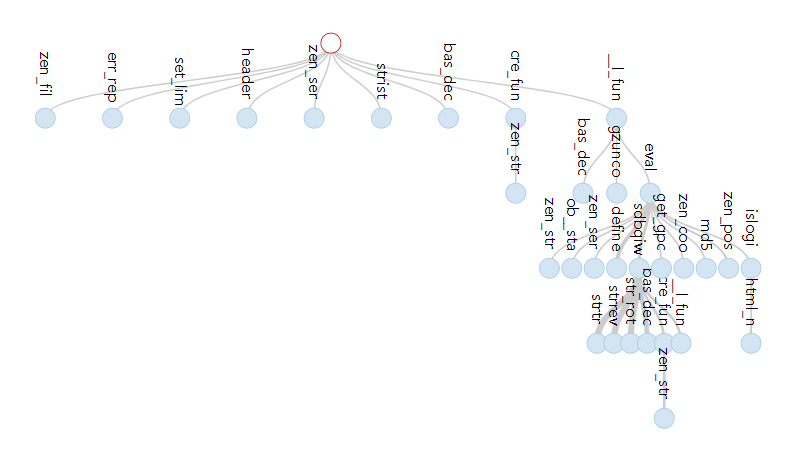 zen_fil
err_rep
set_lim
header
zen_ser
strist
bas_dec
cre_fun
__l_fun
zen_str
bas_dec
gzunco
eval
zen_str
ob_sta
zen_ser
define
sdbqiw
get_gpc
zen_coo
md5
zen_pos
islogi
strtr
strrev
str_rot
bas_dec
cre_fun
__l_fun
html_n
zen_str